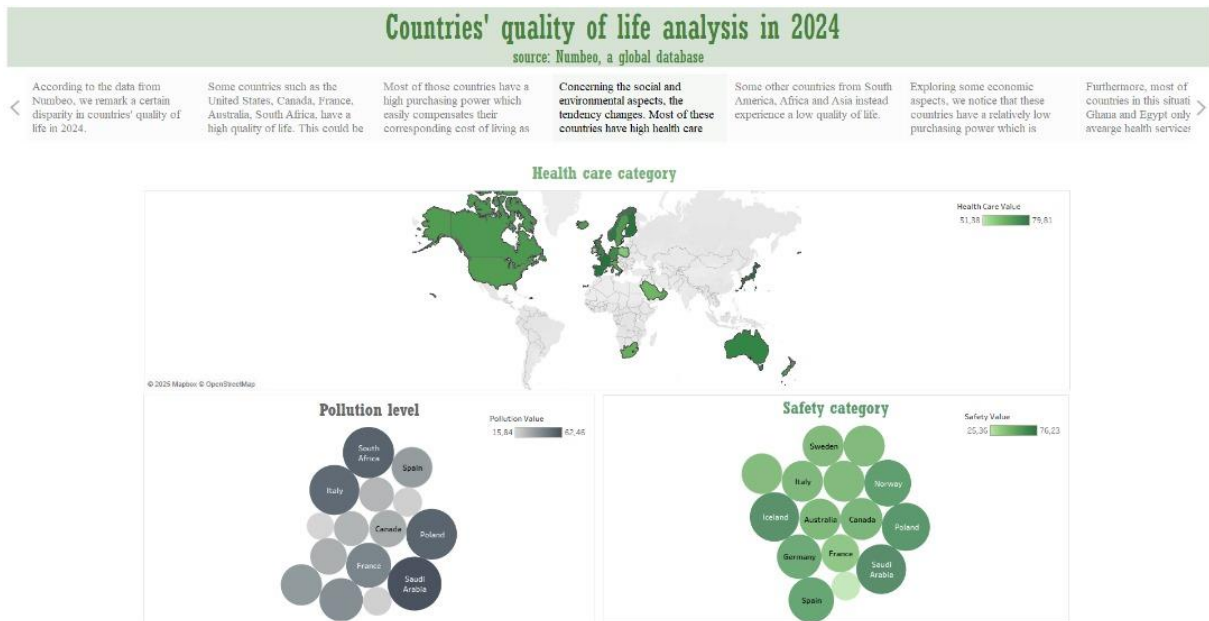 Countries' quality of life analysis in 2024
source: Numbeo, a global database
According to the data from
Numbeo, we remark a certain
disparity in countries' quality of
life in 2024.
Some countries such as the
United States, Canada, France,
Australia, South Africa, have a
high quality of life. This could be
Most of those countries have a
high purchasing power which
easily compensates their
corresponding cost of living as
Concerning the social and
environmental aspects, the
tendency changes. Most of these
countries have high health care
Some other countries from South
America, Africa and Asia instead
experience a low quality of life.
Exploring some economic
aspects, we notice that these
countries have a relatively low
purchasing power which is
Furthermore, most of
countries in this situati
Ghana and Egypt only
avearge health services
Health care category
Health Care Value
51,38 79,81
© 2025 Mapbox © OpenStreetMap
Pollution level
Pollution Value
15,84 62,46
South
Africa
Spain
Italy
Canada
Poland
France
Saudi
Arabia
Safety category
Safety Value
25,36 76,23
Sweden
Italy
Norway
Iceland
Australia
Canada
Poland
Germany
France
Saudi
Arabia
Spain